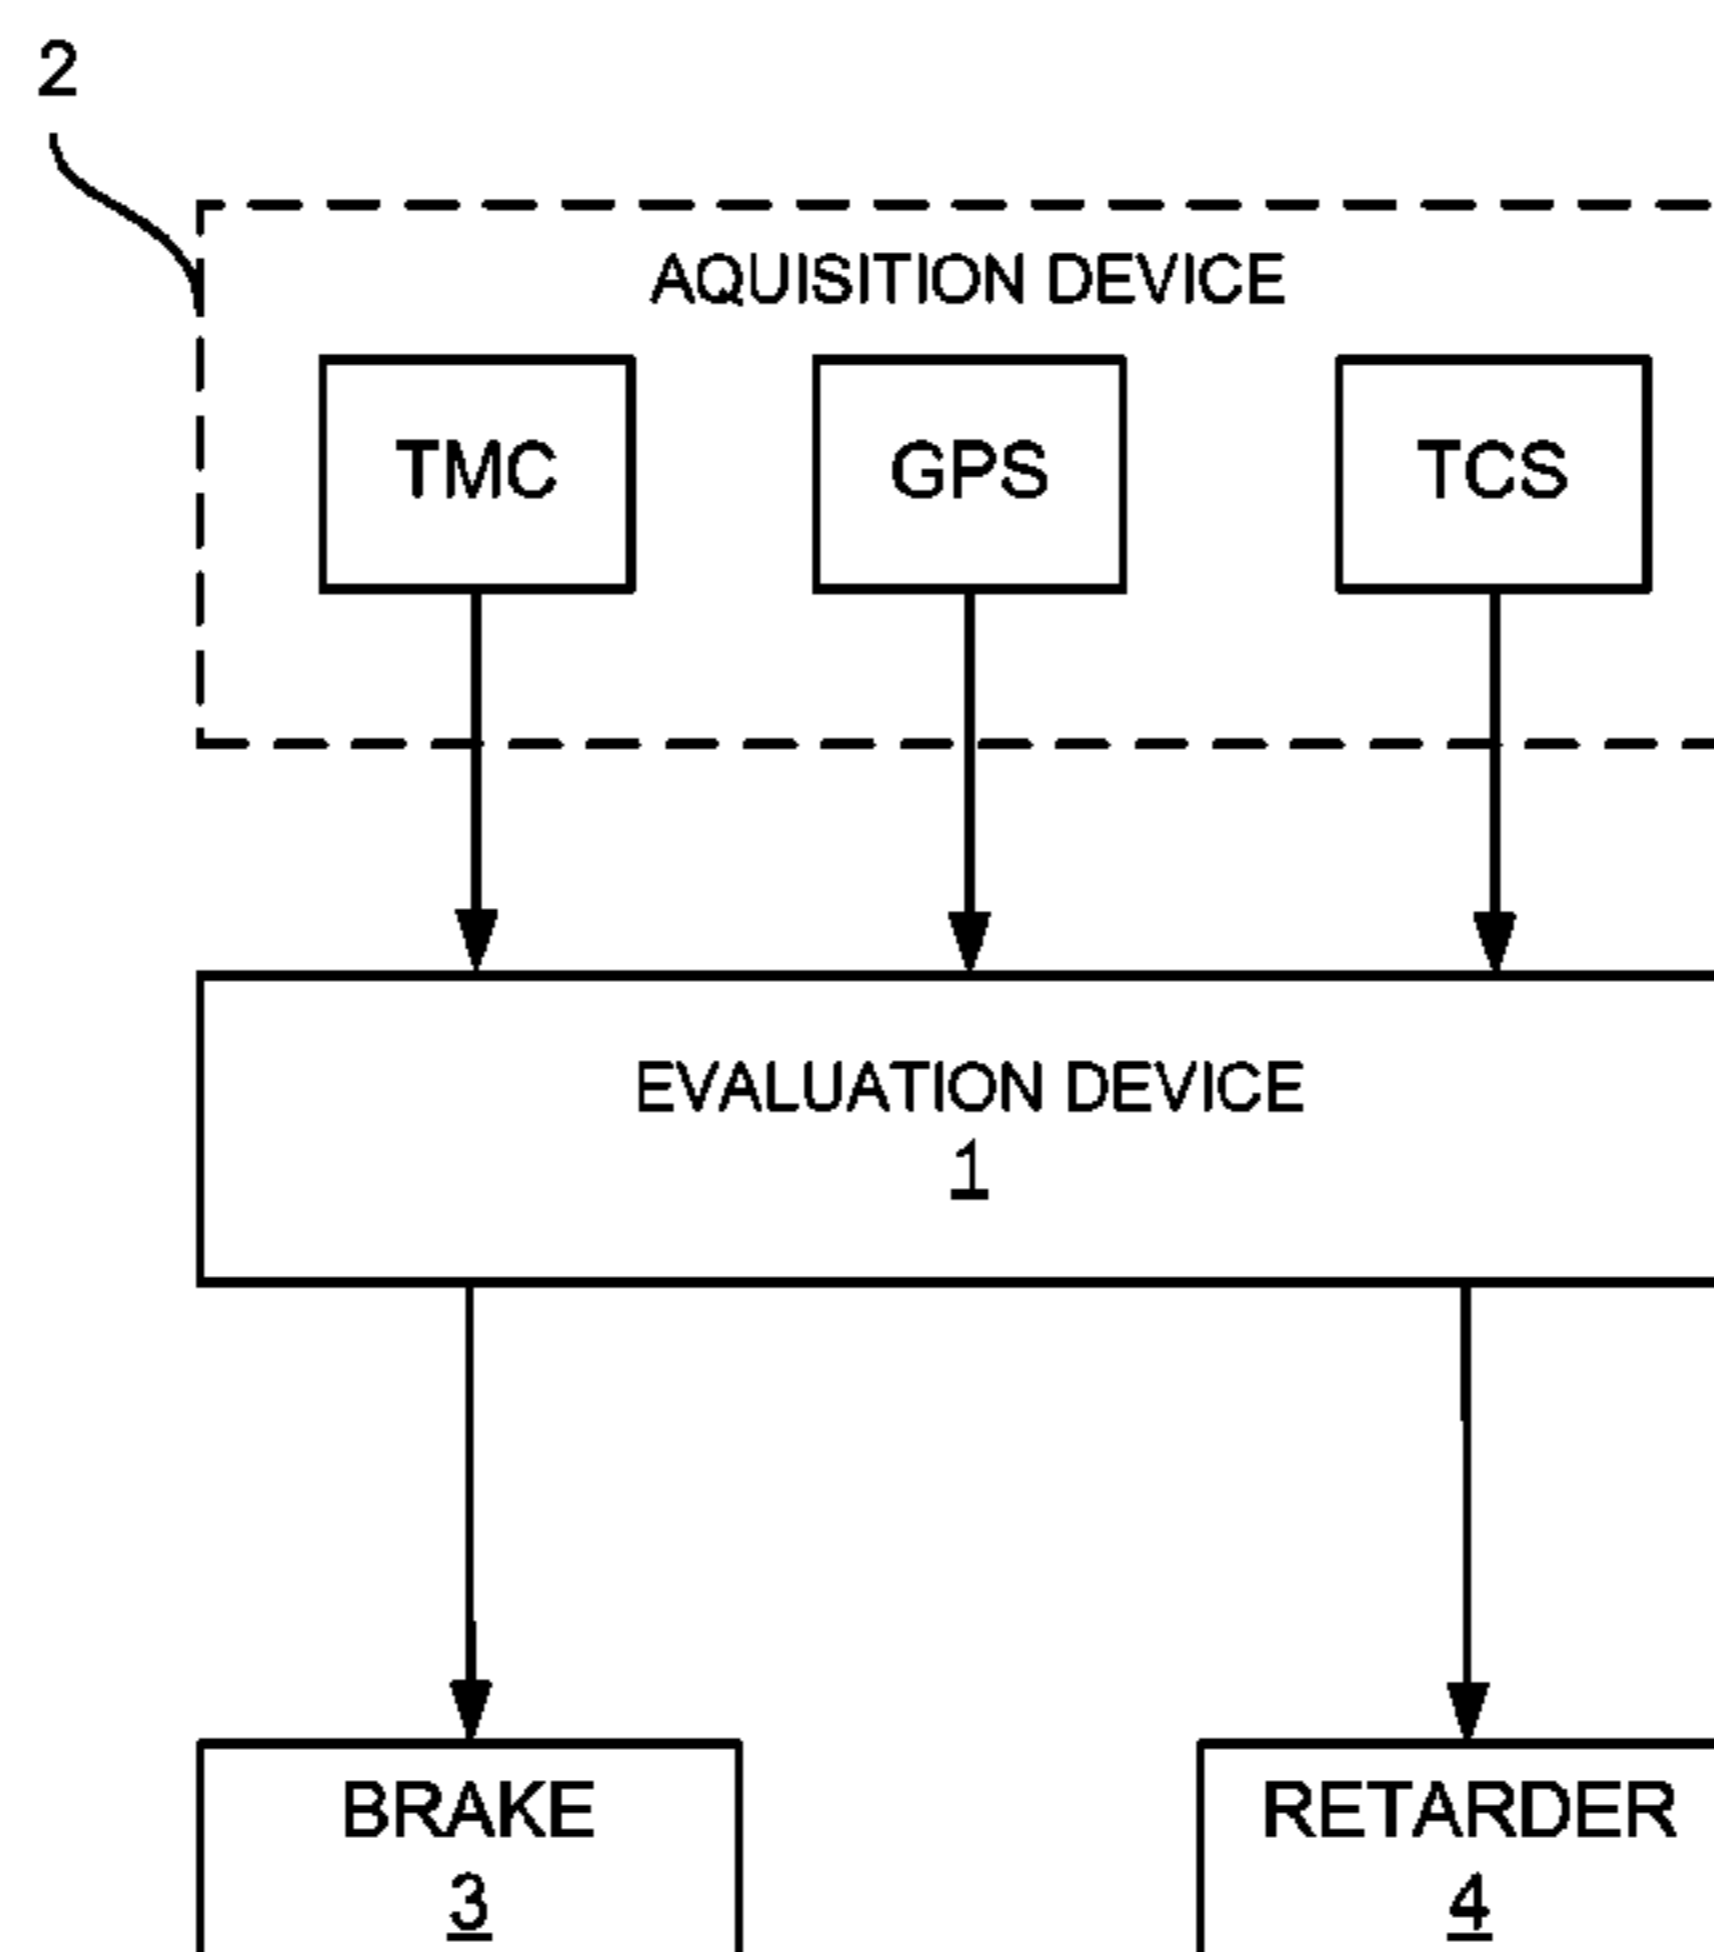 2
AQUISITION DEVICE
TMC GPS TCS
EVALUATION DEVICE
1
BRAKE RETARDER
3 4